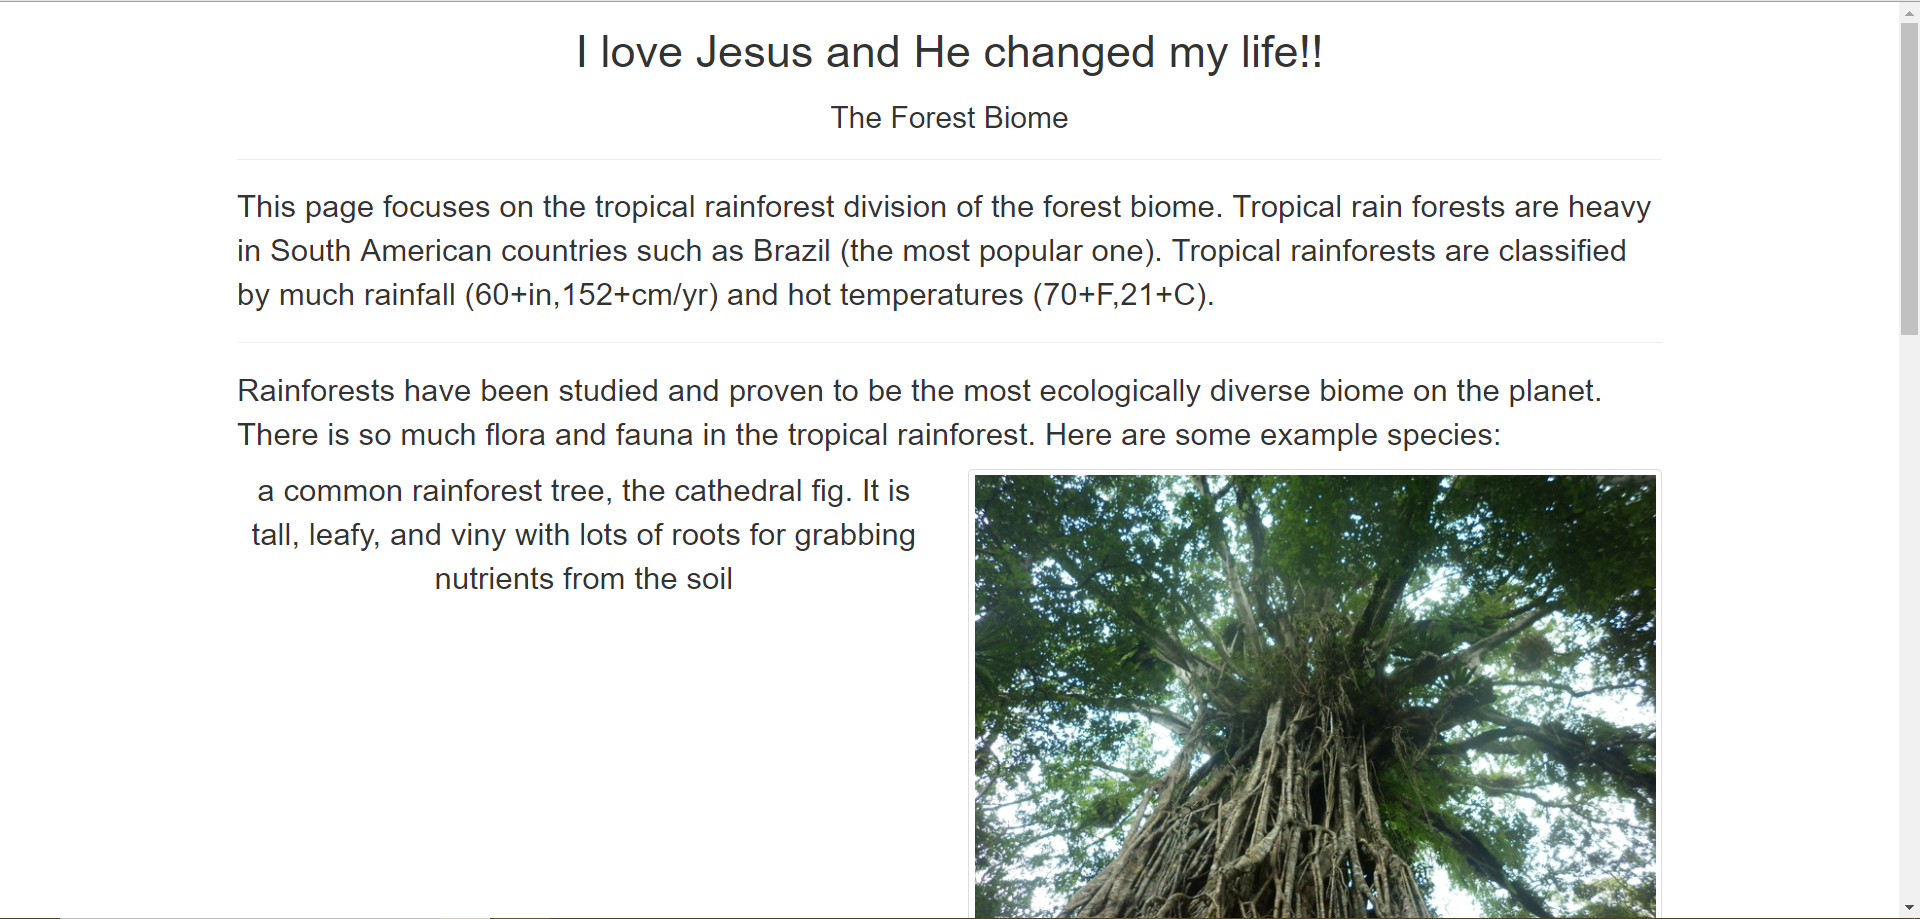 I love Jesus and He changed my life!!
The Forest Biome
This page focuses on the tropical rainforest division of the forest biome. Tropical rain forests are heavy
in South American countries such as Brazil (the most popular one). Tropical rainforests are classified
by much rainfall (60+in,152+cm/yr) and hot temperatures (70+F,21+C).
Rainforests have been studied and proven to be the most ecologically diverse biome on the planet.
There is so much flora and fauna in the tropical rainforest. Here are some example species:
a common rainforest tree, the cathedral fig. It is
tall, leafy, and viny with lots of roots for grabbing
nutrients from the soil